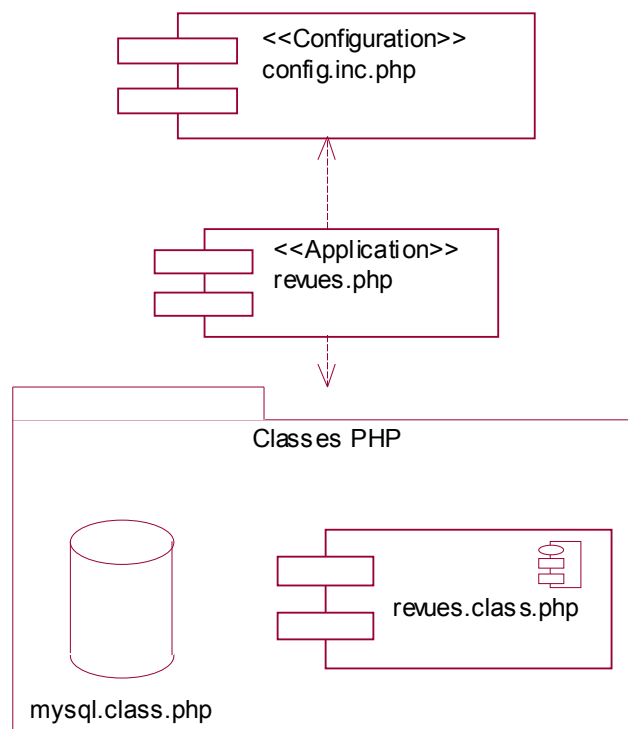 <<Configuration>>
config.inc.php
<<Application>>
revues.php
Classes PHP
revues.class.php
mysql.class.php